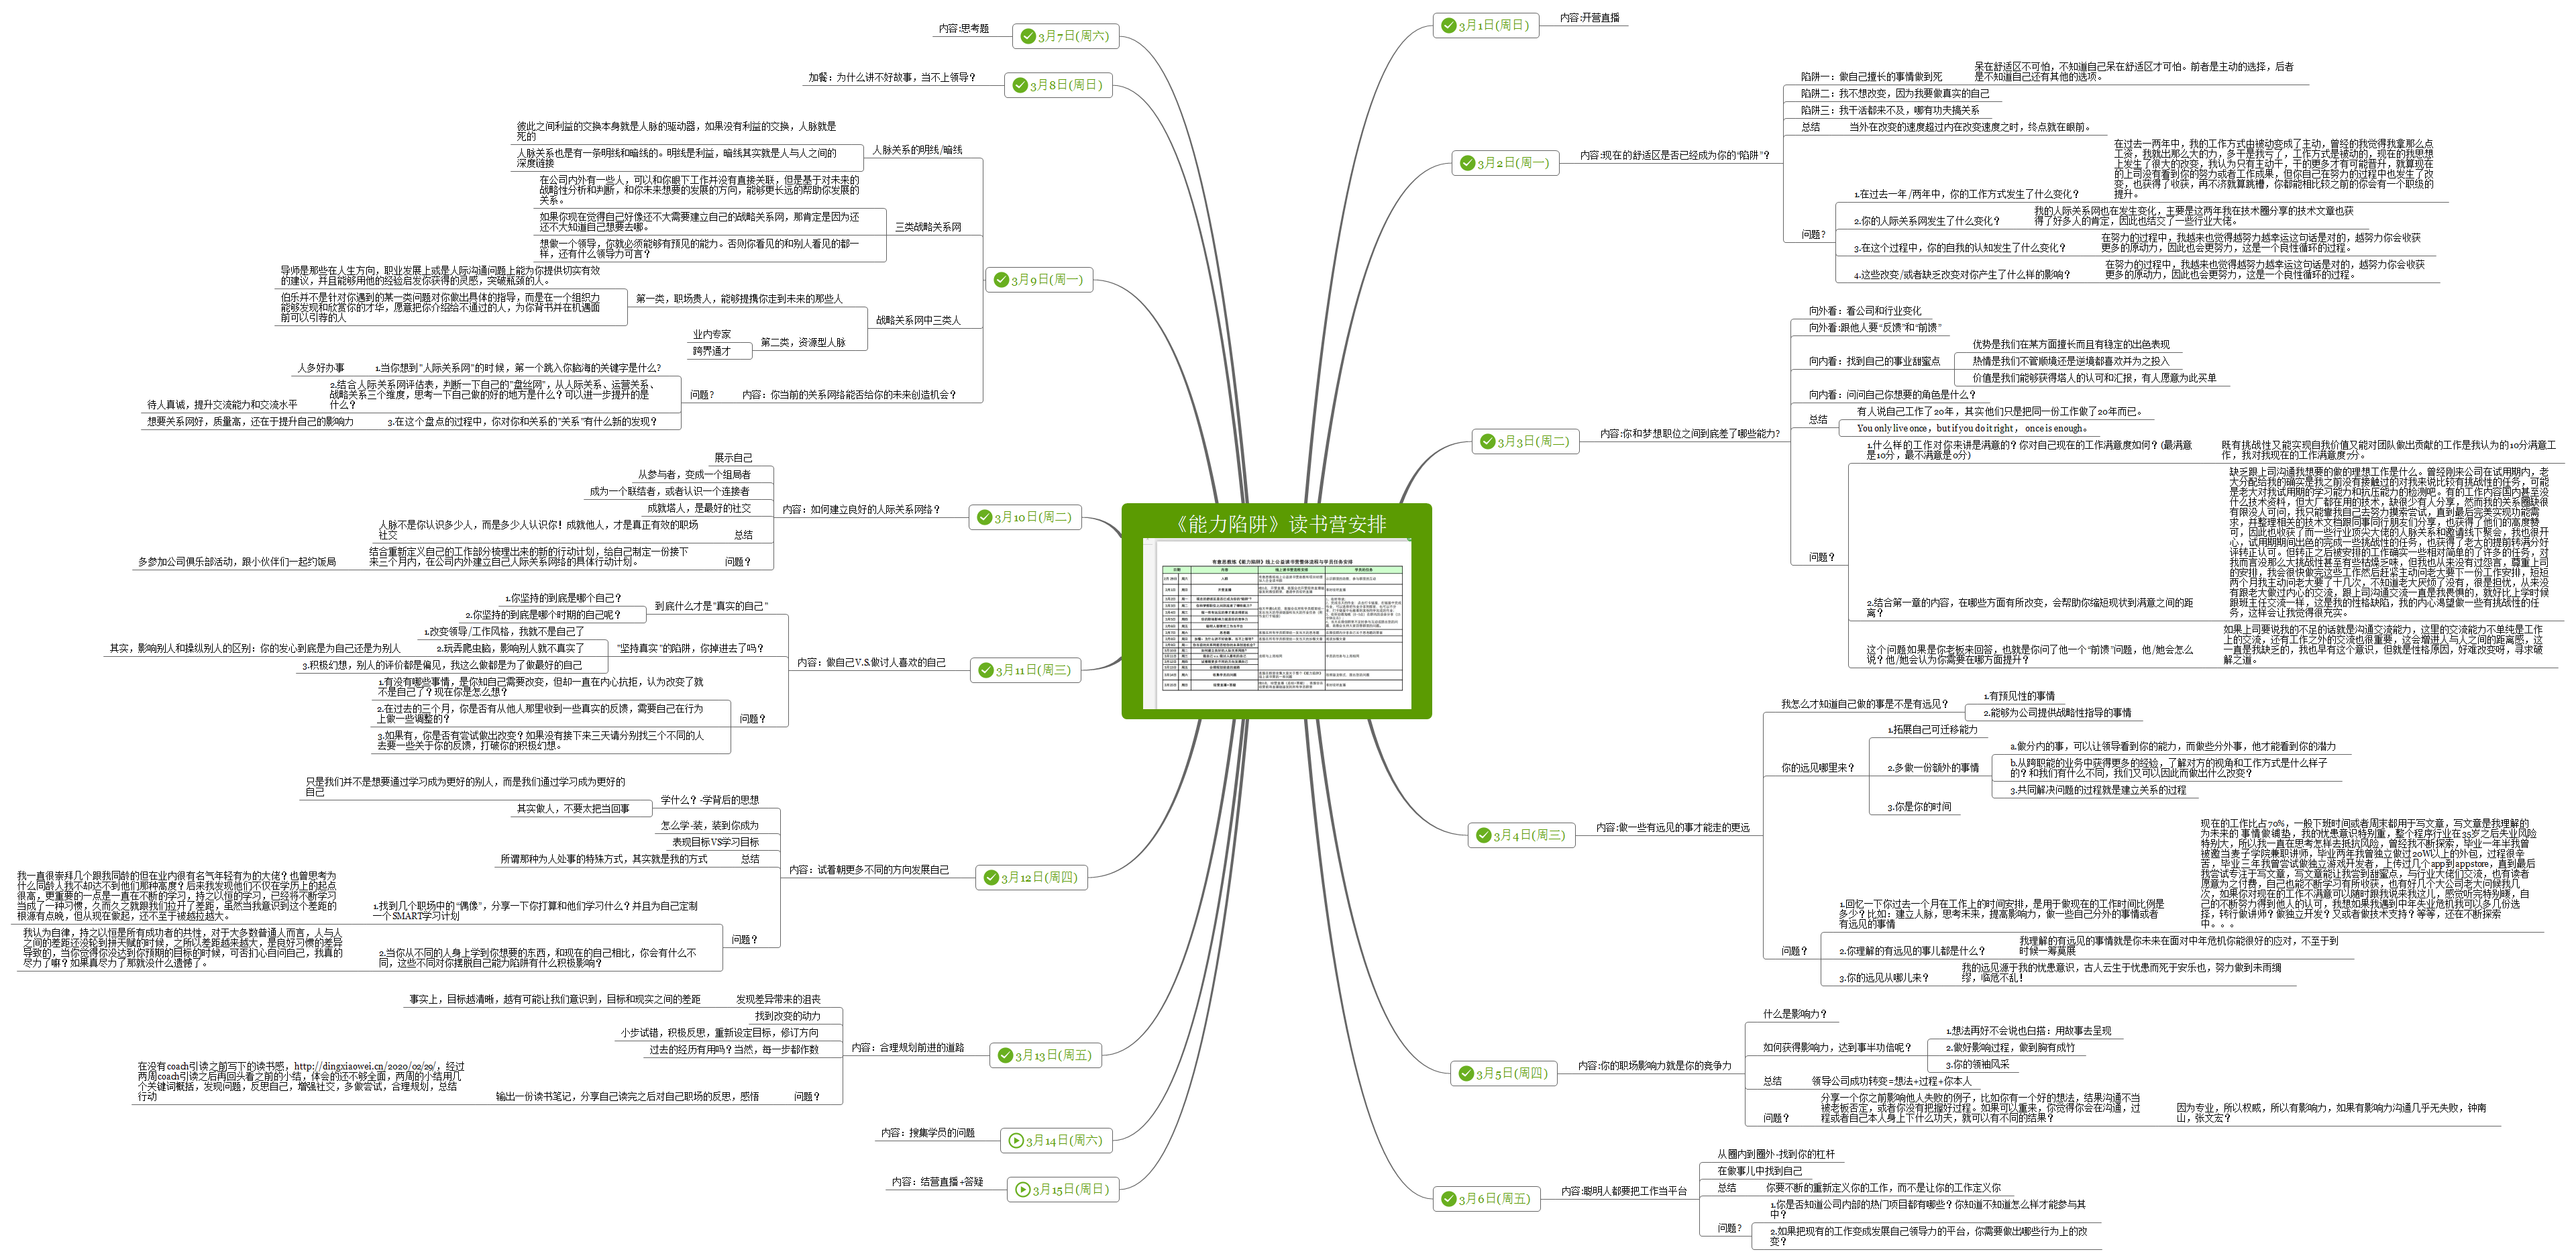 《能力陷阱》读书营安排
3月1日(周日)
内容:开营直播
3月2日(周一)
内容:现在的舒适区是否已经成为你的“陷阱”？
陷阱一：做自己擅长的事情做到死
呆在舒适区不可怕，不知道自己呆在舒适区才可怕。前者是主动的选择，后者
是不知道自己还有其他的选项。
陷阱二：我不想改变，因为我要做真实的自己
陷阱三：我干活都来不及，哪有功夫搞关系
总结
当外在改变的速度超过内在改变速度之时，终点就在眼前。
问题？
1.在过去一年/两年中，你的工作方式发生了什么变化？
在过去一两年中，我的工作方式由被动变成了主动，曾经的我觉得我拿那么点
工资，我就出那么大的力，多干是我亏了，工作方式是被动的，现在的我思想
上发生了很大的改变，我认为只有主动干，干的更多才有可能晋升，就算现在
的上司没有看到你的努力或者工作成果，但你自己在努力的过程中也发生了改
变，也获得了收获，再不济就算跳槽，你都能相比较之前的你会有一个职级的
提升。
2.你的人际关系网发生了什么变化？
我的人际关系网也在发生变化，主要是这两年我在技术圈分享的技术文章也获
得了好多人的肯定，因此也结交了一些行业大佬。
3.在这个过程中，你的自我的认知发生了什么变化？
在努力的过程中，我越来也觉得越努力越幸运这句话是对的，越努力你会收获
更多的原动力，因此也会更努力，这是一个良性循环的过程。
4.这些改变/或者缺乏改变对你产生了什么样的影响？
在努力的过程中，我越来也觉得越努力越幸运这句话是对的，越努力你会收获
更多的原动力，因此也会更努力，这是一个良性循环的过程。
3月3日(周二)
内容:你和梦想职位之间到底差了哪些能力?
向外看：看公司和行业变化
向外看:跟他人要“反馈”和“前馈”
向内看：找到自己的事业甜蜜点
优势是我们在某方面擅长而且有稳定的出色表现
热情是我们不管顺境还是逆境都喜欢并为之投入
价值是我们能够获得塔人的认可和汇报，有人愿意为此买单
向内看：问问自己你想要的角色是什么？
总结
有人说自己工作了20年，其实他们只是把同一份工作做了20年而已。
You only live once，but if you do it right， once is enough。
问题？
1.什么样的工作对你来讲是满意的？你对自己现在的工作满意度如何？(最满意
是10分，最不满意是0分)
既有挑战性又能实现自我价值又能对团队做出贡献的工作是我认为的10分满意工
作，我对我现在的工作满意度7分。
2.结合第一章的内容，在哪些方面有所改变，会帮助你缩短现状到满意之间的距
离？
缺乏跟上司沟通我想要的做的理想工作是什么。曾经刚来公司在试用期内，老
大分配给我的确实是我之前没有接触过的对我来说比较有挑战性的任务，可能
是老大对我试用期的学习能力和抗压能力的检测吧。有的工作内容国内甚至没
什么技术资料，但大厂都在用的技术，缺很少有人分享，然而我的关系圈缺很
有限没人可问，我只能靠我自己去努力摸索尝试，直到最后完美实现功能需
求，并整理相关的技术文档跟同事同行朋友们分享，也获得了他们的高度赞
可，因此也收获了而一些行业顶尖大佬的人脉关系和邀请线下聚会，我也很开
心，试用期期间出色的完成一些挑战性的任务，也获得了老大的提前转满分好
评转正认可。但转正之后被安排的工作确实一些相对简单的了许多的任务，对
我而言没那么大挑战性甚至有些枯燥乏味，但我也从来没有过怨言，尊重上司
的安排，我会很快做完这些工作然后赶紧主动问老大要下一份工作安排，短短
两个月我主动问老大要了十几次，不知道老大厌烦了没有，很是担忧，从来没
有跟老大做过内心的交流，跟上司沟通交流一直是我畏惧的，就好比上学时候
跟班主任交流一样，这是我的性格缺陷，我的内心渴望做一些有挑战性的任
务，这样会让我觉得很充实。
这个问题如果是你老板来回答，也就是你问了他一个“前馈”问题，他/她会怎么
说？他/她会认为你需要在哪方面提升？
如果上司要说我的不足的话就是沟通交流能力，这里的交流能力不单纯是工作
上的交流，还有工作之外的交流也很重要，会增进人与人之间的距离感，这
一直是我缺乏的，我也早有这个意识，但就是性格原因，好难改变呀，寻求破
解之道。
3月4日(周三)
内容:做一些有远见的事才能走的更远
我怎么才知道自己做的事是不是有远见？
1.有预见性的事情
2.能够为公司提供战略性指导的事情
你的远见哪里来？
1.拓展自己可迁移能力
2.多做一份额外的事情
a.做分内的事，可以让领导看到你的能力，而做些分外事，他才能看到你的潜力
b.从跨职能的业务中获得更多的经验，了解对方的视角和工作方式是什么样子
的？和我们有什么不同，我们又可以因此而做出什么改变？
3.共同解决问题的过程就是建立关系的过程
3.你是你的时间
问题？
1.回忆一下你过去一个月在工作上的时间安排，是用于做现在的工作时间比例是
多少？比如：建立人脉，思考未来，提高影响力，做一些自己分外的事情或者
有远见的事情
现在的工作比占70%，一般下班时间或者周末都用于写文章，写文章是我理解的
为未来的事情做铺垫，我的忧患意识特别重，整个程序行业在35岁之后失业风险
特别大，所以我一直在思考怎样去抵抗风险，曾经我不断探索，毕业一年半我曾
被邀当麦子学院兼职讲师，毕业两年我曾独立做过20W以上的外包，过程很辛
苦，毕业三年我曾尝试做独立游戏开发者，上传过几个app到appstore，直到最后
我尝试专注于写文章，写文章能让我尝到甜蜜点，与行业大佬们交流，也有读者
愿意为之付费，自己也能不断学习有所收获，也有好几个大公司老大问候我几
次，如果你对现在的工作不满意可以随时跟我说来我这儿，感觉听完特别暖，自
己的不断努力得到他人的认可，我想如果我遇到中年失业危机我可以多几份选
择，转行做讲师？做独立开发？又或者做技术支持？等等，还在不断探索
中。。。
2.你理解的有远见的事儿都是什么？
我理解的有远见的事情就是你未来在面对中年危机你能很好的应对，不至于到
时候一筹莫展
3.你的远见从哪儿来？
我的远见源于我的忧患意识，古人云生于忧患而死于安乐也，努力做到未雨绸
缪，临危不乱！
3月5日(周四)
内容:你的职场影响力就是你的竞争力
什么是影响力？
如何获得影响力，达到事半功倍呢？
1.想法再好不会说也白搭：用故事去呈现
2.做好影响过程，做到胸有成竹
3.你的领袖风采
总结
领导公司成功转变=想法+过程+你本人
问题？
分享一个你之前影响他人失败的例子，比如你有一个好的想法，结果沟通不当
被老板否定，或者你没有把握好过程。如果可以重来，你觉得你会在沟通，过
程或者自己本人身上下什么功夫，就可以有不同的结果？
因为专业，所以权威，所以有影响力，如果有影响力沟通几乎无失败，钟南
山，张文宏？
3月6日(周五)
内容:聪明人都要把工作当平台
从圈内到圈外-找到你的杠杆
在做事儿中找到自己
总结
你要不断的重新定义你的工作，而不是让你的工作定义你
问题？
1.你是否知道公司内部的热门项目都有哪些？你知道不知道怎么样才能参与其
中？
2.如果把现有的工作变成发展自己领导力的平台，你需要做出哪些行为上的改
变？
3月7日(周六)
内容:思考题
3月8日(周日)
加餐：为什么讲不好故事，当不上领导？
3月9日(周一)
人脉关系的明线/暗线
彼此之间利益的交换本身就是人脉的驱动器，如果没有利益的交换，人脉就是
死的
人脉关系也是有一条明线和暗线的。明线是利益，暗线其实就是人与人之间的
深度链接
三类战略关系网
在公司内外有一些人，可以和你眼下工作并没有直接关联，但是基于对未来的
战略性分析和判断，和你未来想要的发展的方向，能够更长远的帮助你发展的
关系。
如果你现在觉得自己好像还不大需要建立自己的战略关系网，那肯定是因为还
还不大知道自己想要去哪。
想做一个领导，你就必须能够有预见的能力。否则你看见的和别人看见的都一
样，还有什么领导力可言？
战略关系网中三类人
第一类，职场贵人，能够提携你走到未来的那些人
导师是那些在人生方向，职业发展上或是人际沟通问题上能为你提供切实有效
的建议，并且能够用他的经验启发你获得的灵感，突破瓶颈的人。
伯乐并不是针对你遇到的某一类问题对你做出具体的指导，而是在一个组织力
能够发现和欣赏你的才华，愿意把你介绍给不通过的人，为你背书并在机遇面
前可以引荐的人
第二类，资源型人脉
业内专家
跨界通才
内容：你当前的关系网络能否给你的未来创造机会？
问题？
1.当你想到”人际关系网”的时候，第一个跳入你脑海的关键字是什么？
人多好办事
2.结合人际关系网评估表，判断一下自己的”盘丝网”，从人际关系、运营关系、
战略关系三个维度，思考一下自己做的好的地方是什么？可以进一步提升的是
什么？
待人真诚，提升交流能力和交流水平
3.在这个盘点的过程中，你对你和关系的“关系”有什么新的发现？
想要关系网好，质量高，还在于提升自己的影响力
3月10日(周二)
内容：如何建立良好的人际关系网络？
展示自己
从参与者，变成一个组局者
成为一个联结者，或者认识一个连接者
成就塔人，是最好的社交
总结
人脉不是你认识多少人，而是多少人认识你！成就他人，才是真正有效的职场
社交
问题？
结合重新定义自己的工作部分梳理出来的新的行动计划，给自己制定一份接下
来三个月内，在公司内外建立自己人际关系网络的具体行动计划。
多参加公司俱乐部活动，跟小伙伴们一起约饭局
3月11日(周三)
内容：做自己V.S.做讨人喜欢的自己
到底什么才是”真实的自己”
1.你坚持的到底是哪个自己？
2.你坚持的到底是哪个时期的自己呢？
“坚持真实”的陷阱，你掉进去了吗？
1.改变领导/工作风格，我就不是自己了
2.玩弄爬虫脑，影响别人就不真实了
其实，影响别人和操纵别人的区别：你的发心到底是为自己还是为别人
3.积极幻想，别人的评价都是偏见，我这么做都是为了做最好的自己
问题？
1.有没有哪些事情，是你知自己需要改变，但却一直在内心抗拒，认为改变了就
不是自己了？现在你是怎么想？
2.在过去的三个月，你是否有从他人那里收到一些真实的反馈，需要自己在行为
上做一些调整的？
3.如果有，你是否有尝试做出改变？如果没有接下来三天请分别找三个不同的人
去要一些关于你的反馈，打破你的积极幻想。
3月12日(周四)
内容：试着朝更多不同的方向发展自己
学什么？-学背后的思想
只是我们并不是想要通过学习成为更好的别人，而是我们通过学习成为更好的
自己
其实做人，不要太把当回事
怎么学-装，装到你成为
表现目标VS学习目标
总结
所谓那种为人处事的特殊方式，其实就是我的方式
问题？
1.找到几个职场中的“偶像”，分享一下你打算和他们学习什么？并且为自己定制
一个SMART学习计划
我一直很崇拜几个跟我同龄的但在业内很有名气年轻有为的大佬？也曾思考为
什么同龄人我不却达不到他们那种高度？后来我发现他们不仅在学历上的起点
很高，更重要的一点是一直在不断的学习，持之以恒的学习，已经将不断学习
当成了一种习惯，久而久之就跟我们拉开了差距，虽然当我意识到这个差距的
根源有点晚，但从现在做起，还不至于被越拉越大。
2.当你从不同的人身上学到你想要的东西，和现在的自己相比，你会有什么不
同，这些不同对你摆脱自己能力陷阱有什么积极影响？
我认为自律，持之以恒是所有成功者的共性，对于大多数普通人而言，人与人
之间的差距还没轮到拼天赋的时候，之所以差距越来越大，是良好习惯的差异
导致的，当你觉得你没达到你预期的目标的时候，可否扪心自问自己，我真的
尽力了嘛？如果真尽力了那就没什么遗憾了。
3月13日(周五)
内容：合理规划前进的道路
发现差异带来的沮丧
事实上，目标越清晰，越有可能让我们意识到，目标和现实之间的差距
找到改变的动力
小步试错，积极反思，重新设定目标，修订方向
过去的经历有用吗？当然，每一步都作数
问题？
输出一份读书笔记，分享自己读完之后对自己职场的反思，感悟
在没有coach引读之前写下的读书感，http://dingxiaowei.cn/2020/02/29/，经过
两周coach引读之后再回头看之前的小结，体会的还不够全面，两周的小结用几
个关键词概括，发现问题，反思自己，增强社交，多做尝试，合理规划，总结
行动
3月14日(周六)
内容：搜集学员的问题
3月15日(周日)
内容：结营直播+答疑